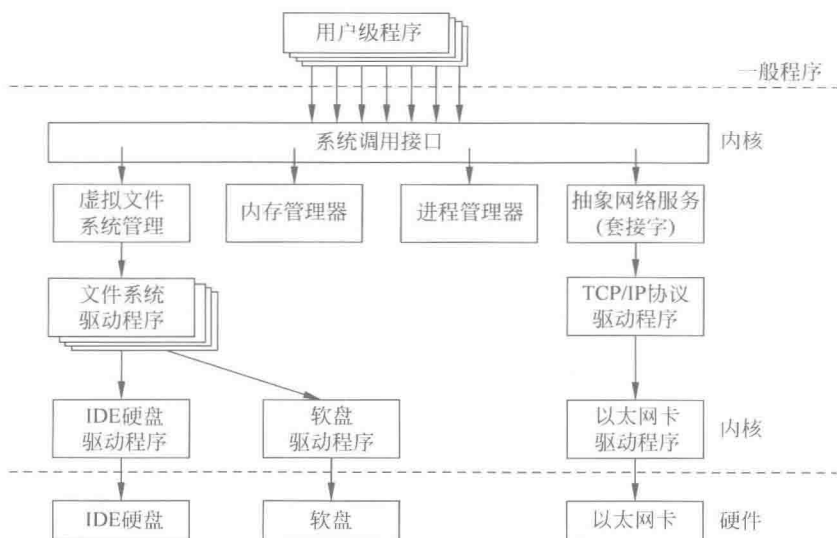 用户级程序
一般程序
系统调用接口
内核
虚拟文件
系统管理
内存管理器
进程管理器
抽象网络服务
(套接字)
文件系统
驱动程序
TCP/IP协议
驱动程序
IDE硬盘
驱动程序
软盘
驱动程序
以太网卡
驱动程序
内核
IDE硬盘
软盘
以太网卡
硬件